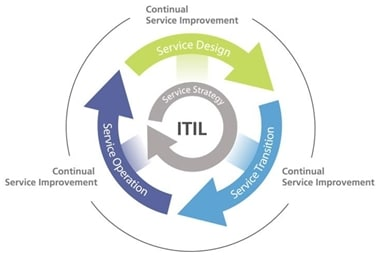 Continual
Service Improvement
Service Design
Service Strategy
ITIL
Service Operation
Service Transition
Continual
Service Improvement
Continual
Service Improvement